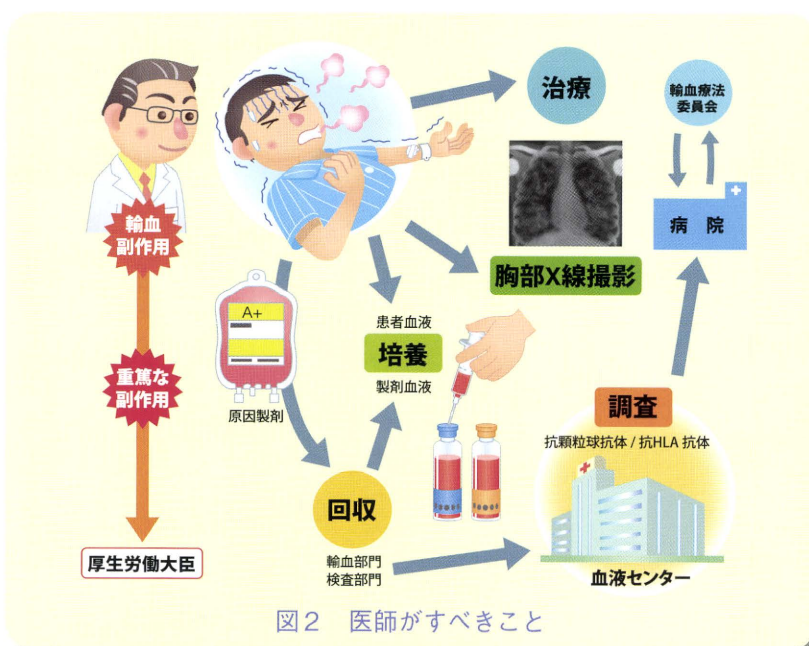 治療
輸血療法
委員会
病　院
輸血
副作用
胸部X線撮影
A+
患者血液
培養
製剤血液
重篤な
副作用
原因製剤
調査
抗顆粒球抗体 / 抗HLA 抗体
回収
輸血部門
検査部門
厚生労働大臣
血液センター
図2　医師がすべきこと